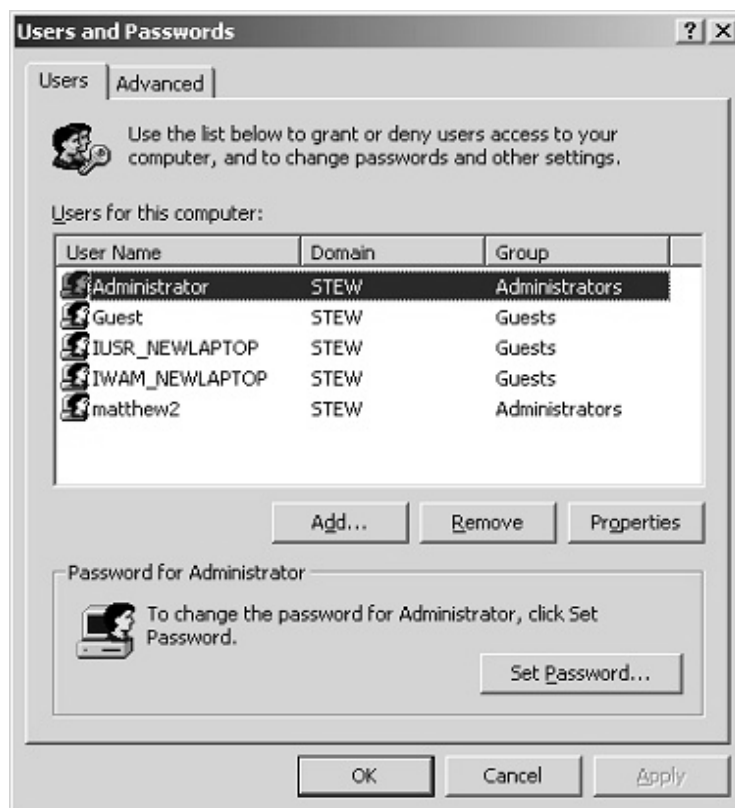 Users and Passwords
Users
Advanced
Use the list below to grant or deny users access to your
computer, and to change passwords and other settings.
Users for this computer:
User Name Domain Group
Administrator STEW Administrators
Guest STEW Guests
IUSR_NEWLAPTOP STEW Guests
IWAM_NEWLAPTOP STEW Guests
matthew2 STEW Administrators
Add... Remove Properties
Password for Administrator
To change the password for Administrator, click Set
Password.
Set Password...
OK Cancel Apply